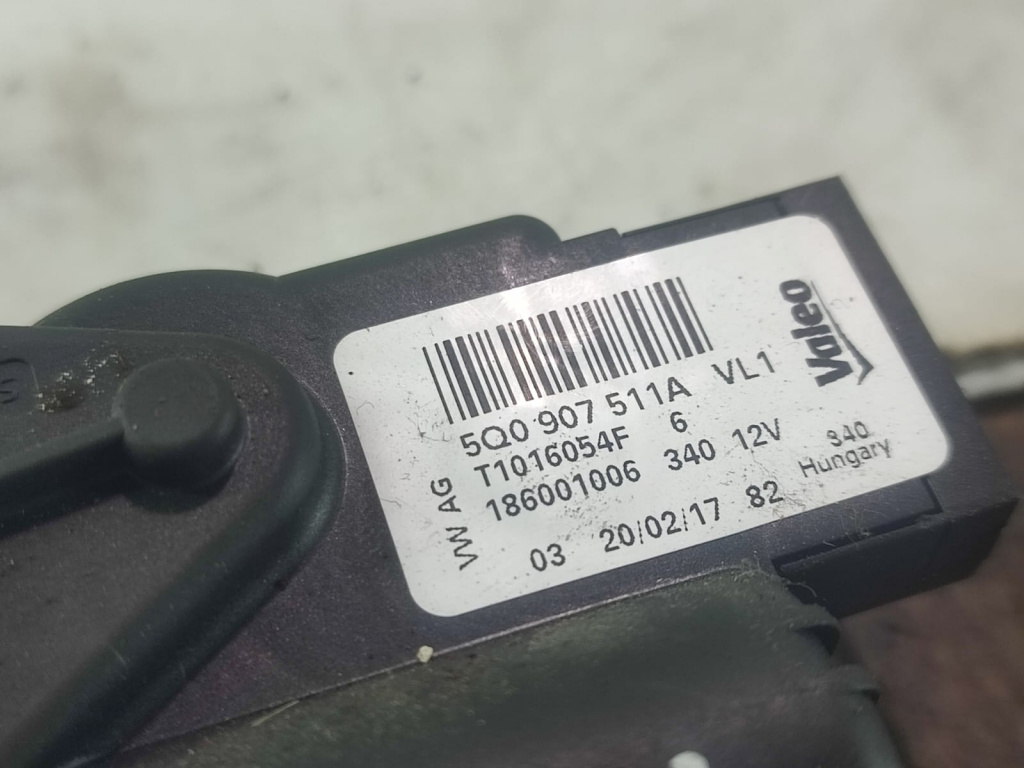 Valeo
5Q0 907 511A VL1
T1016054F 6
186001006 340 12V
03 20/02/17 82
VW AG
340
Hungary